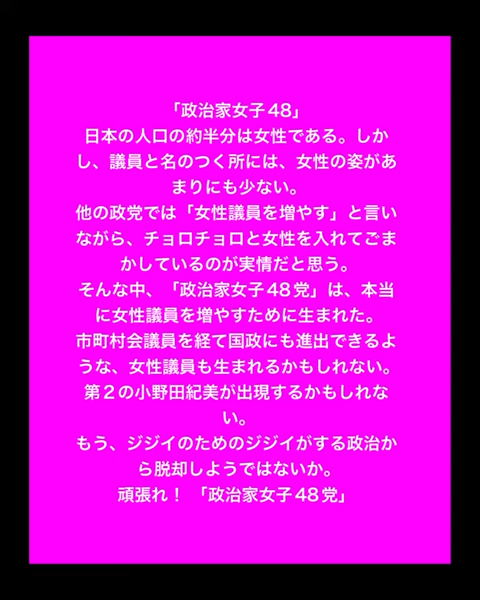 「政治家女子48」
日本の人口の約半分は女性である。しか
し、議員と名のつく所には、女性の姿があ
まりにも少ない。
他の政党では「女性議員を増やす」と言い
ながら、チョロチョロと女性を入れてごま
かしているのが実情だと思う。
そんな中、「政治家女子48党」は、本当
に女性議員を増やすために生まれた。
市町村会議員を経て国政にも進出できるよ
うな、女性議員も生まれるかもしれない。
第2の小野田紀美が出現するかもしれな
い。
もう、ジジイのためのジジイがする政治か
ら脱却しようではないか。
頑張れ！「政治家女子48党」